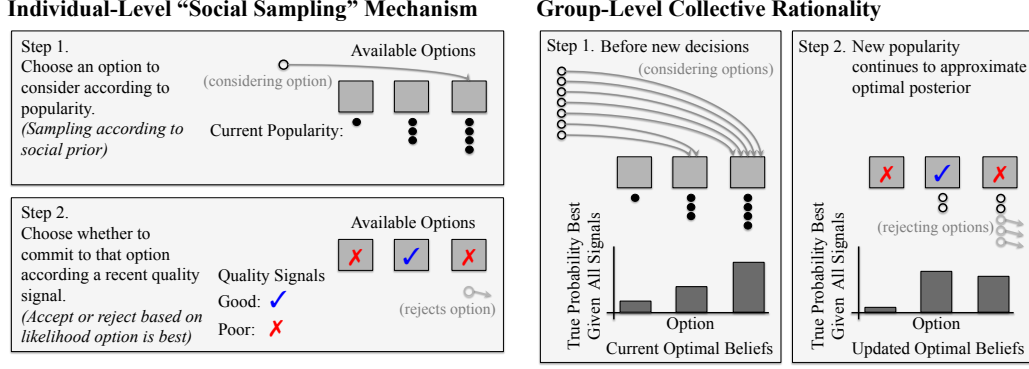 Individual-Level “Social Sampling” Mechanism
Step 1.
Choose an option to
consider according to
popularity.
(Sampling according to
social prior)
Available Options
(considering option)
Current Popularity:
Step 2.
Choose whether to
commit to that option
according a recent quality
signal.
(Accept or reject based on
likelihood option is best)
Available Options
Quality Signals
Good: ✓
Poor: ✗
(rejects option)
Group-Level Collective Rationality
Step 1. Before new decisions
(considering options)
True Probability Best
Given All Signals
Option
Current Optimal Beliefs
Step 2. New popularity
continues to approximate
optimal posterior
(rejecting options)
True Probability Best
Given All Signals
Option
Updated Optimal Beliefs